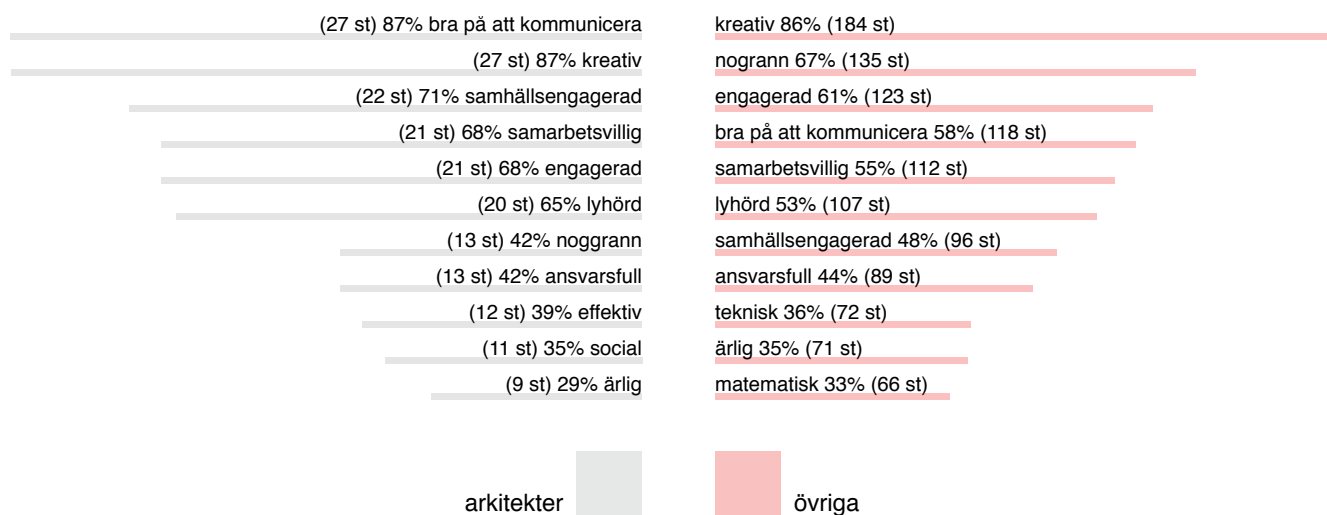 (27 st) 87% bra på att kommunicera
(27 st) 87% kreativ
(22 st) 71% samhällsengagerad
(21 st) 68% samarbetsvillig
(21 st) 68% engagerad
(20 st) 65% lyhörd
(13 st) 42% noggrann
(13 st) 42% ansvarsfull
(12 st) 39% effektiv
(11 st) 35% social
(9 st) 29% ärlig
arkitekter
kreativ 86% (184 st)
nogrann 67% (135 st)
engagerad 61% (123 st)
bra på att kommunicera 58% (118 st)
samarbetsvillig 55% (112 st)
lyhörd 53% (107 st)
samhällsengagerad 48% (96 st)
ansvarsfull 44% (89 st)
teknisk 36% (72 st)
ärlig 35% (71 st)
matematisk 33% (66 st)
övriga